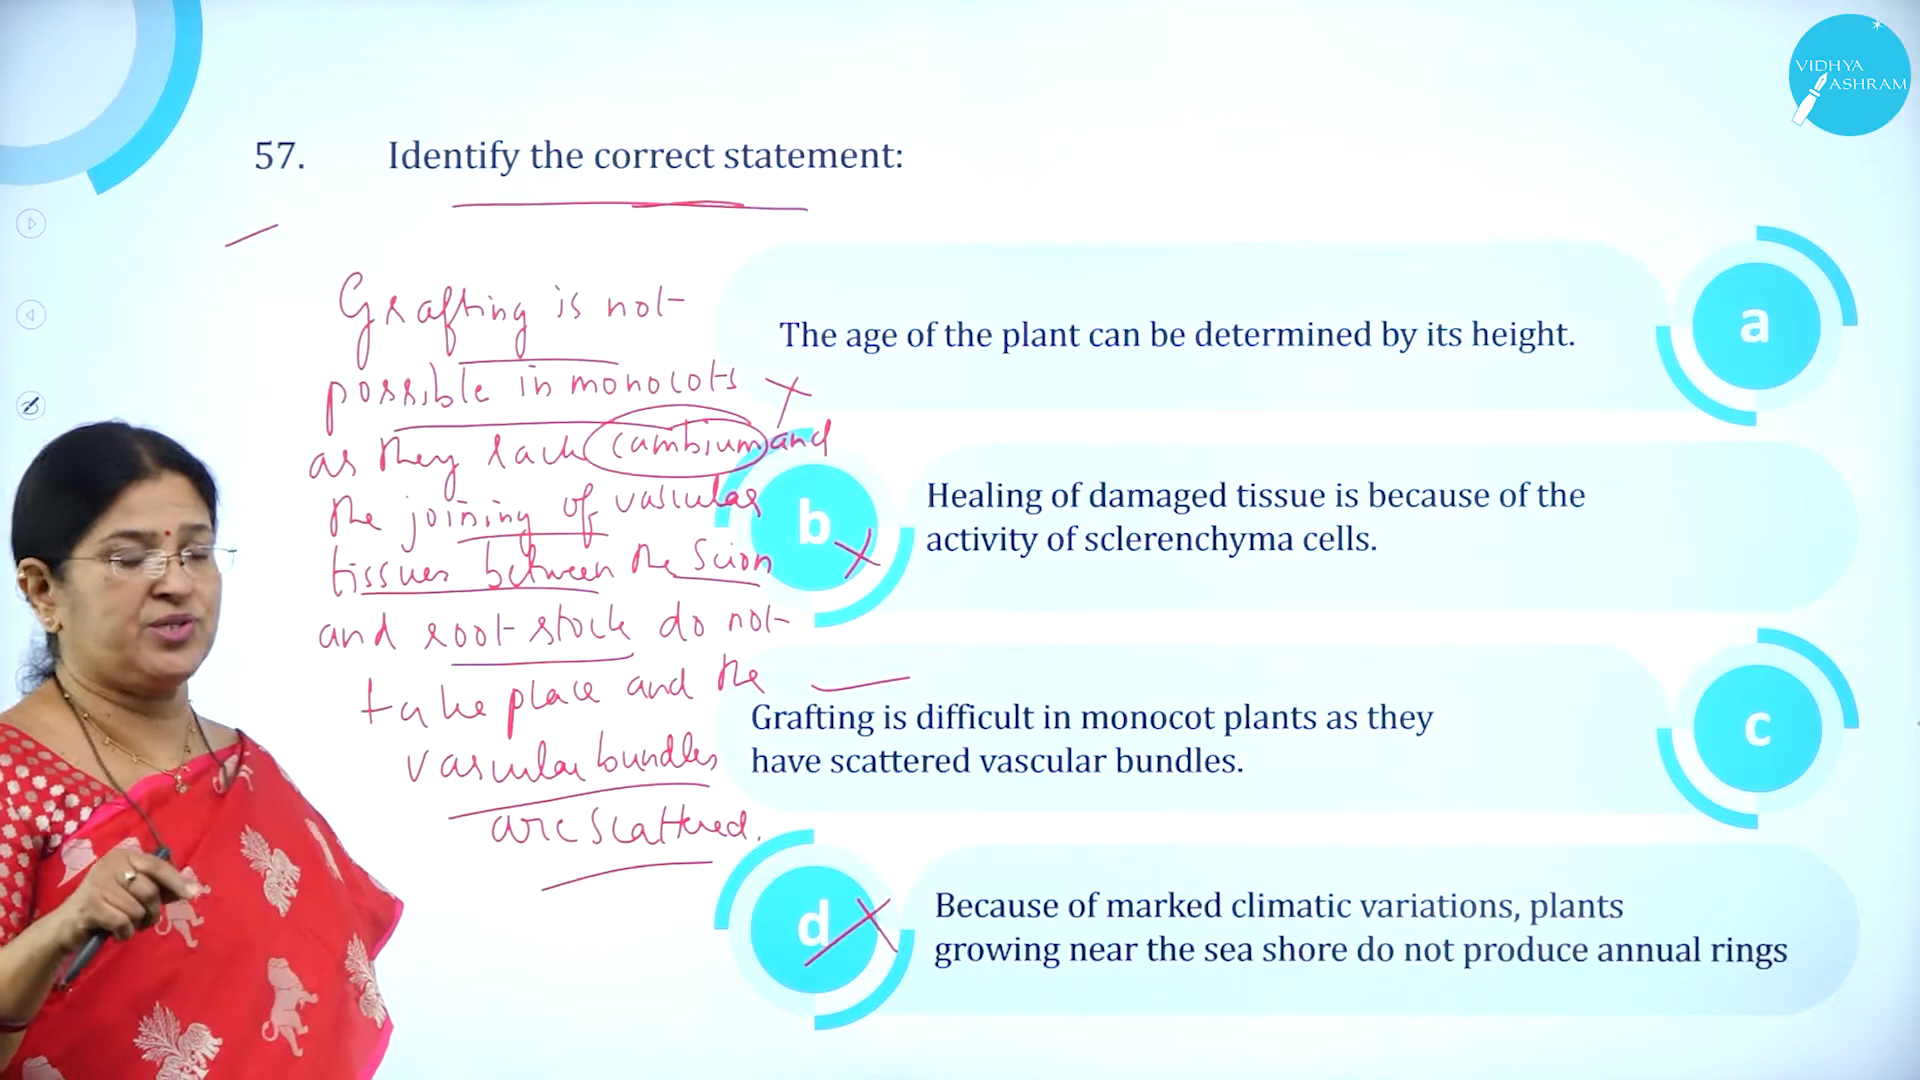 VIDHYA
ASHRAM
57. Identify the correct statement:
Grafting is not
possible in monocots
as they lack cambium and
the joining of vascular
tissues between the scion
and root-stock do not
take place and the
vascular bundles
are scattered.
The age of the plant can be determined by its height.
a
b
Healing of damaged tissue is because of the
activity of sclerenchyma cells.
Grafting is difficult in monocot plants as they
have scattered vascular bundles.
c
d
Because of marked climatic variations, plants
growing near the sea shore do not produce annual rings